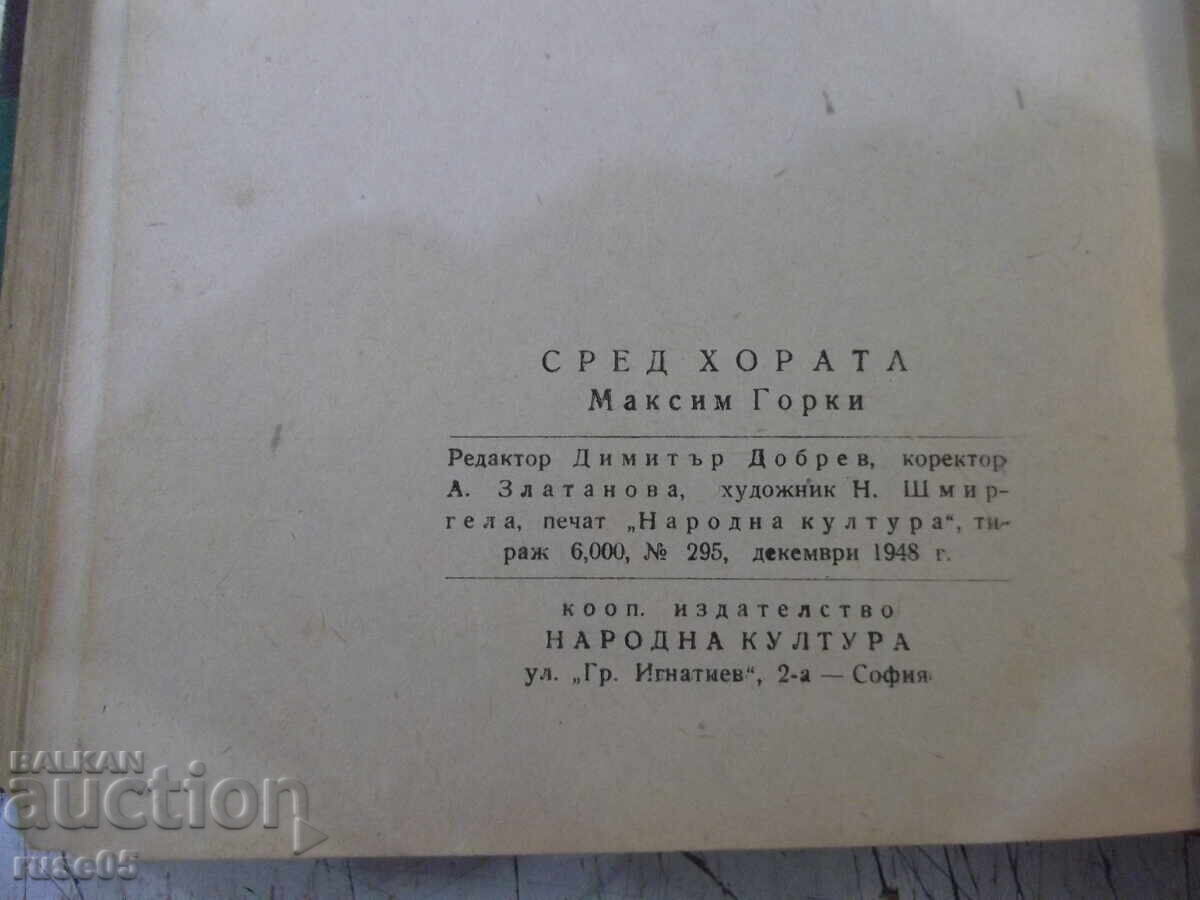 СРЕД ХОРАТА
Максим Горки
Редактор Димитър Добрев, коректор
А. Златанова, художник Н. Шмир-
гела, печат „Народна култура“, ти-
раж 6,000, № 295, декември 1948 г.
кооп. издателство
НАРОДНА КУЛТУРА
ул. „Гр. Игнатиев“, 2-а — София
BALKAN
auction
ruse05